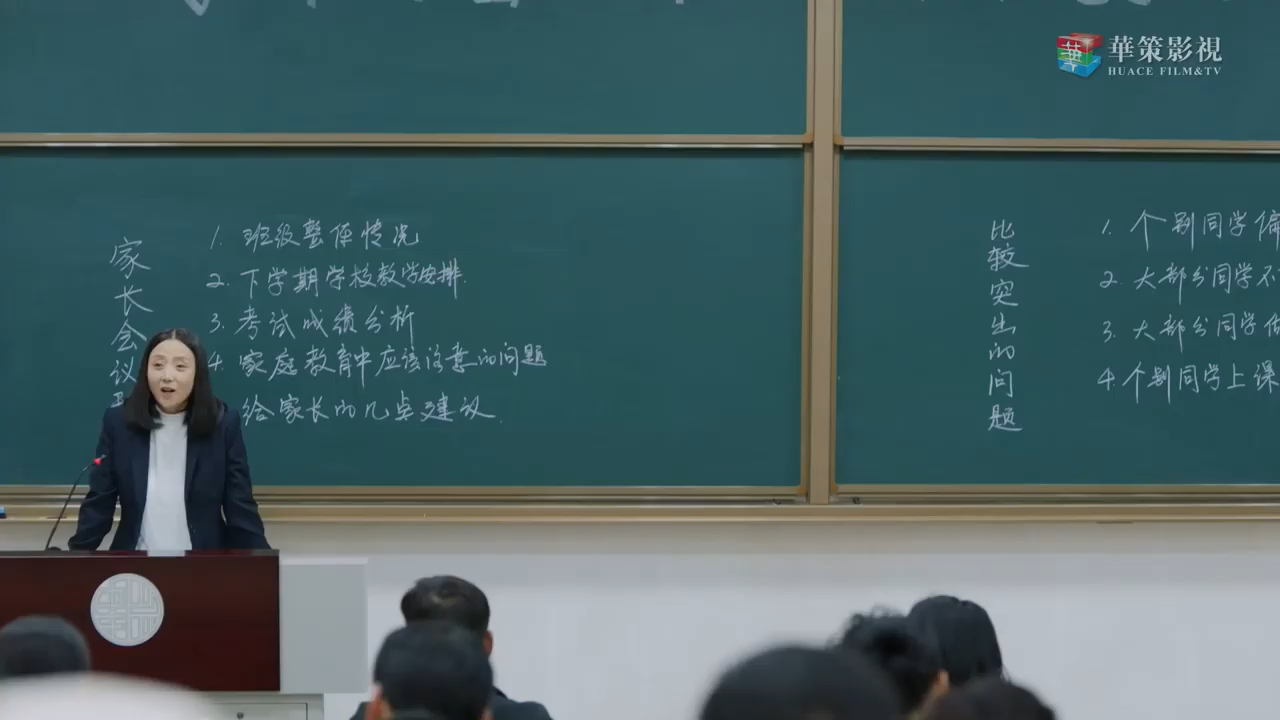 華策影視
HUACE FILM&TV
家长会议
1. 班级整体情况
2. 下学期学校教学安排.
3. 考试成绩分析
4. 家庭教育中应该注意的问题
给家长的几点建议.
比较突出的问题
1. 个别同学偏
2. 大部分同学不
3. 大部分同学
4. 个别同学上课